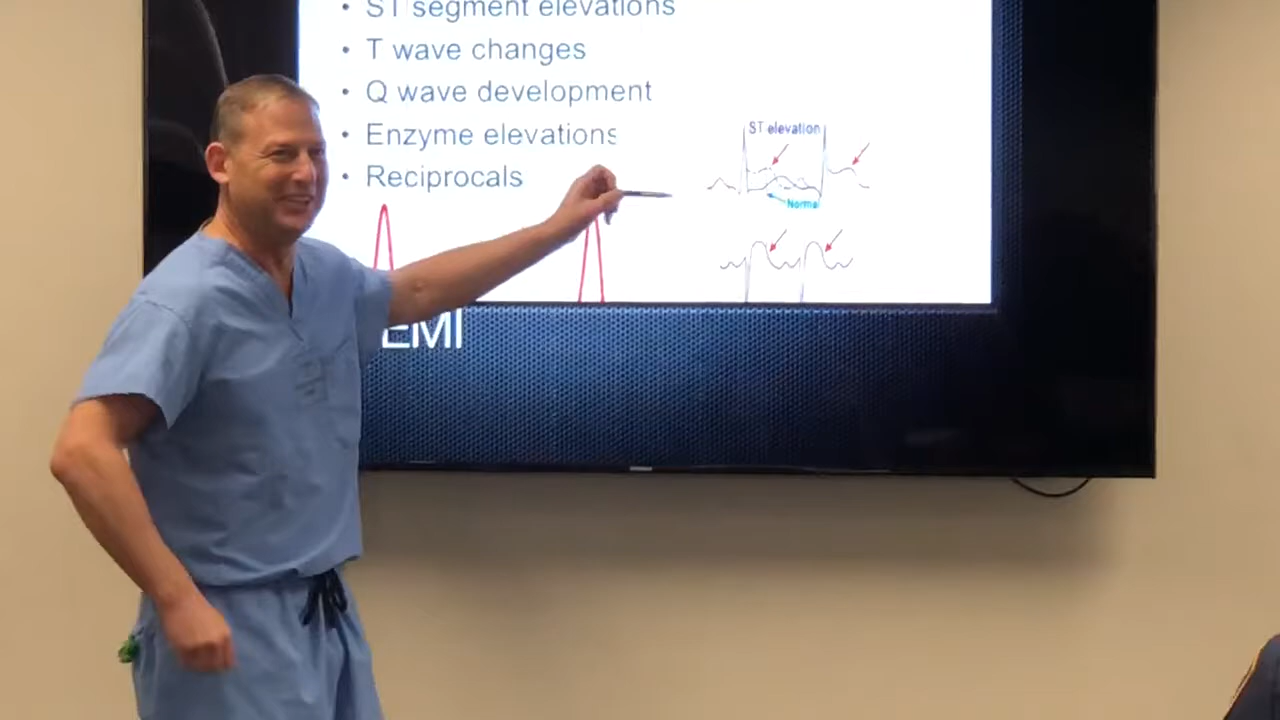 • ST segment elevations
• T wave changes
• Q wave development
• Enzyme elevations
• Reciprocals
ST elevation
Normal
EMI